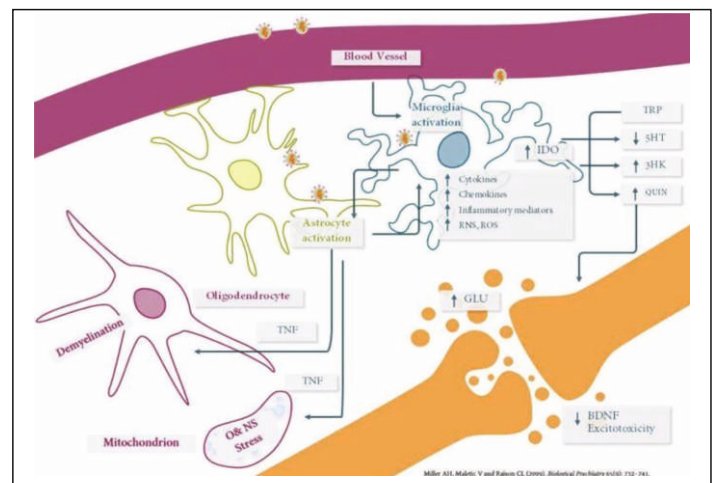 Blood Vessel
Microglia
activation
TRP
↓ 5HT
↑ IDO
↑ 3HK
↑ QUIN
↑ Cytokines
↑ Chemokines
↑ Inflammatory mediators
↑ RNS, ROS
Astrocyte
activation
Oligodendrocyte
Demyelination
TNF
↑ GLU
TNF
O& NS
Stress
Mitochondrion
↓ BDNF
Excitotoxicity
Miller AH, Maletic V and Raison CL (2009). Biological Psychiatry 65(9): 732-741.